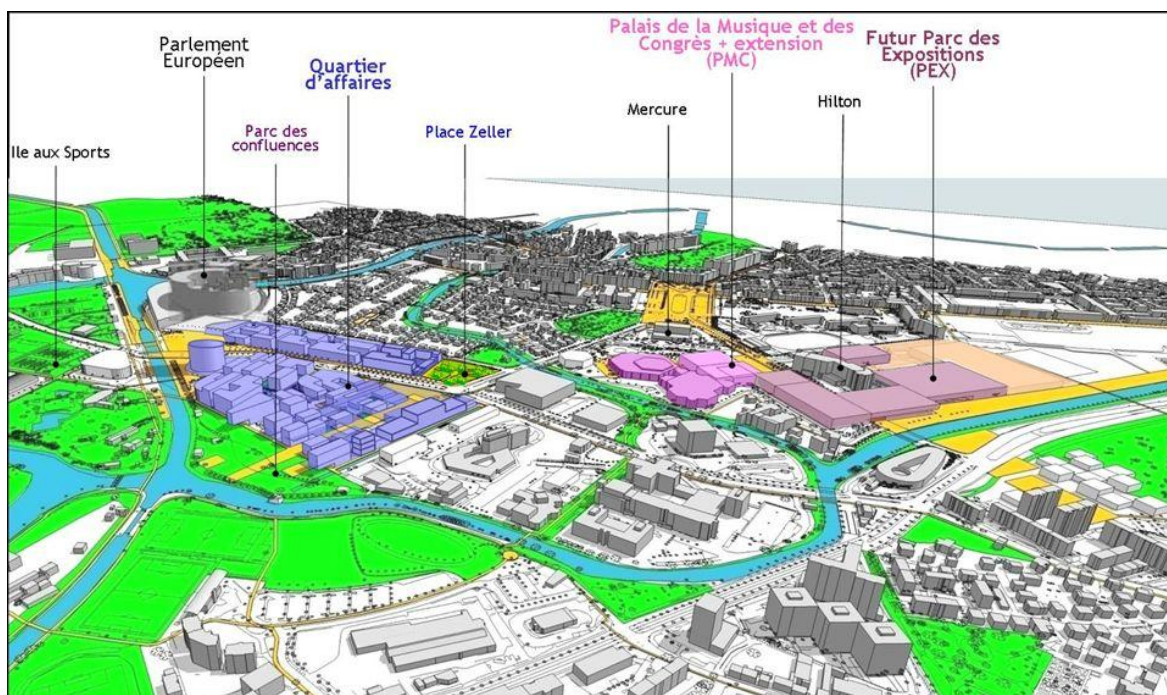 Parlement
Européen
Quartier
d'affaires
Palais de la Musique et des
Congrès + extension
(PMC)
Futur Parc des
Expositions
(PEX)
Mercure
Hilton
Parc des
confluences
Place Zeller
Ile aux Sports